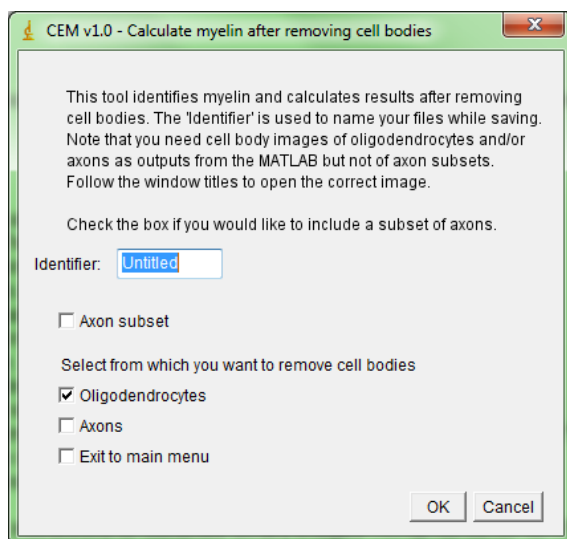 CEM v1.0 - Calculate myelin after removing cell bodies
This tool identifies myelin and calculates results after removing
cell bodies. The 'Identifier' is used to name your files while saving.
Note that you need cell body images of oligodendrocytes and/or
axons as outputs from the MATLAB but not of axon subsets.
Follow the window titles to open the correct image.
Check the box if you would like to include a subset of axons.
Identifier: Untitled
Axon subset
Select from which you want to remove cell bodies
Oligodendrocytes
Axons
Exit to main menu
OK Cancel